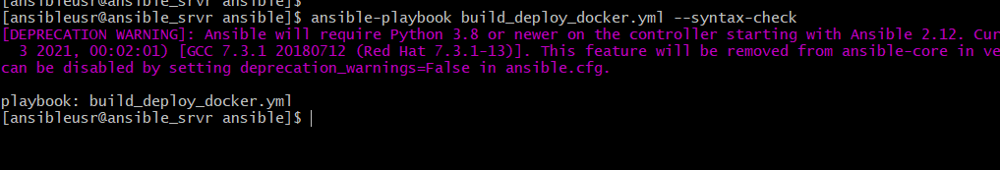 [ansibleusr@ansible_srvr ansible]$
[ansibleusr@ansible_srvr ansible]$ ansible-playbook build_deploy_docker.yml --syntax-check
[DEPRECATION WARNING]: Ansible will require Python 3.8 or newer on the controller starting with Ansible 2.12. Cur
3 2021, 00:02:01) [GCC 7.3.1 20180712 (Red Hat 7.3.1-13)]. This feature will be removed from ansible-core in ve
can be disabled by setting deprecation_warnings=False in ansible.cfg.
playbook: build_deploy_docker.yml
[ansibleusr@ansible_srvr ansible]$